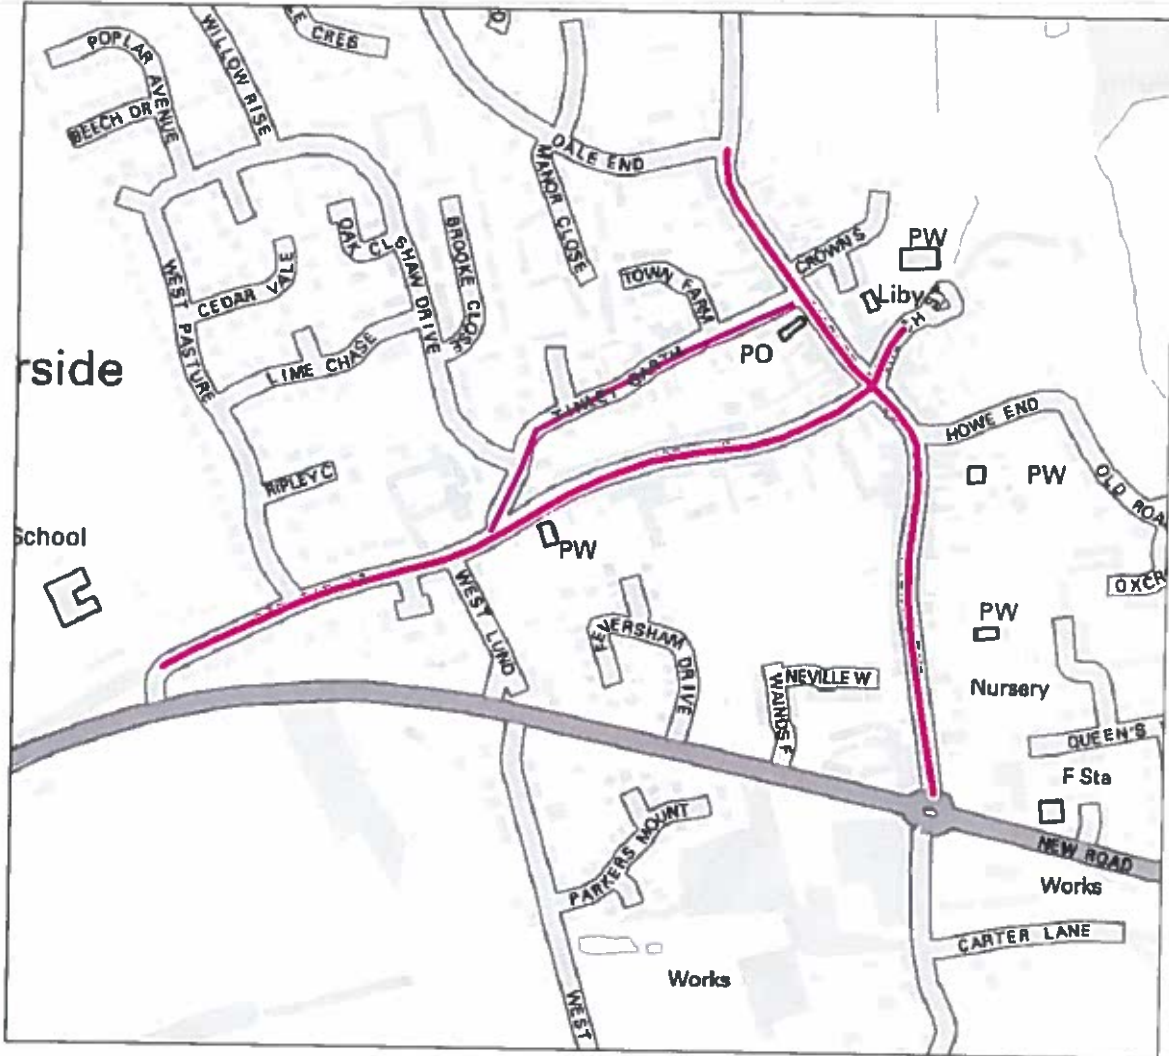 POPLAR AVENUE
WILLOW RISE
CRES
BEECH DR
DALE END
MANOR CLOSE
OAK CL
SHAW DRIVE
BROOKE CLOSE
CROWN S
PW
WEST PASTURE
CEDAR VALE
TOWN FARM
Liby
H
PO
rside
LIME CHASE
TINLEY GARTH
HOWE END
RIPLEY C
PW
OLD ROA
School
PW
WEST LUND
OXCR
FEVERSHAM DRIVE
PW
NEVILLE W
WAINDS F
Nursery
QUEEN'S
F Sta
PARKERS MOUNT
NEW ROAD
Works
CARTER LANE
Works
WEST